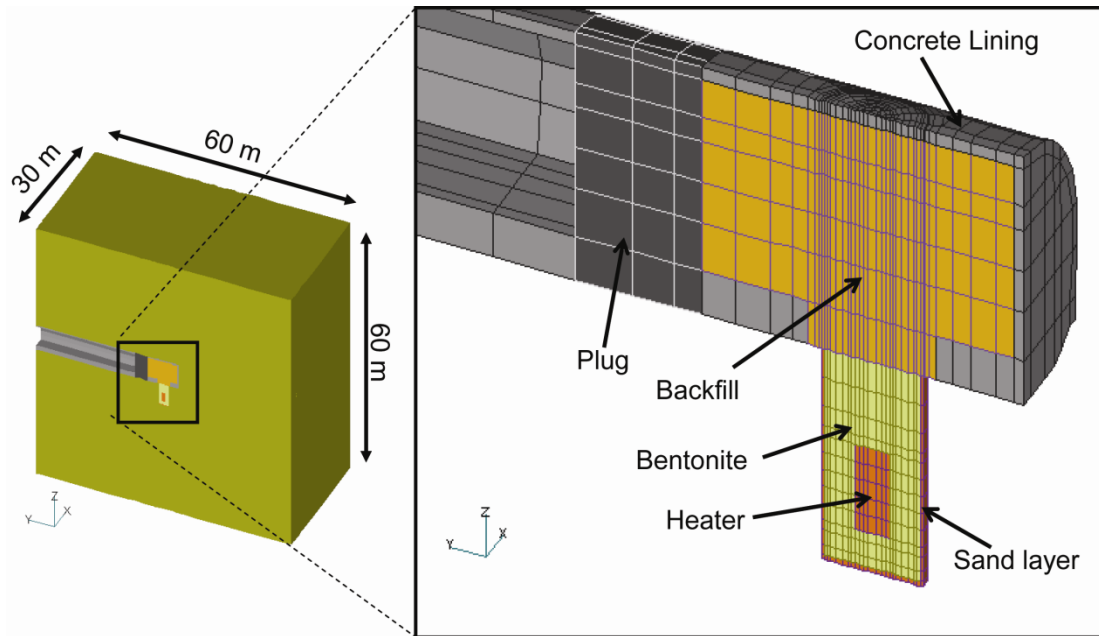 60 m
30 m
60 m
Z
Y
X
Concrete Lining
Plug
Backfill
Bentonite
Heater
Sand layer
Z
Y
X